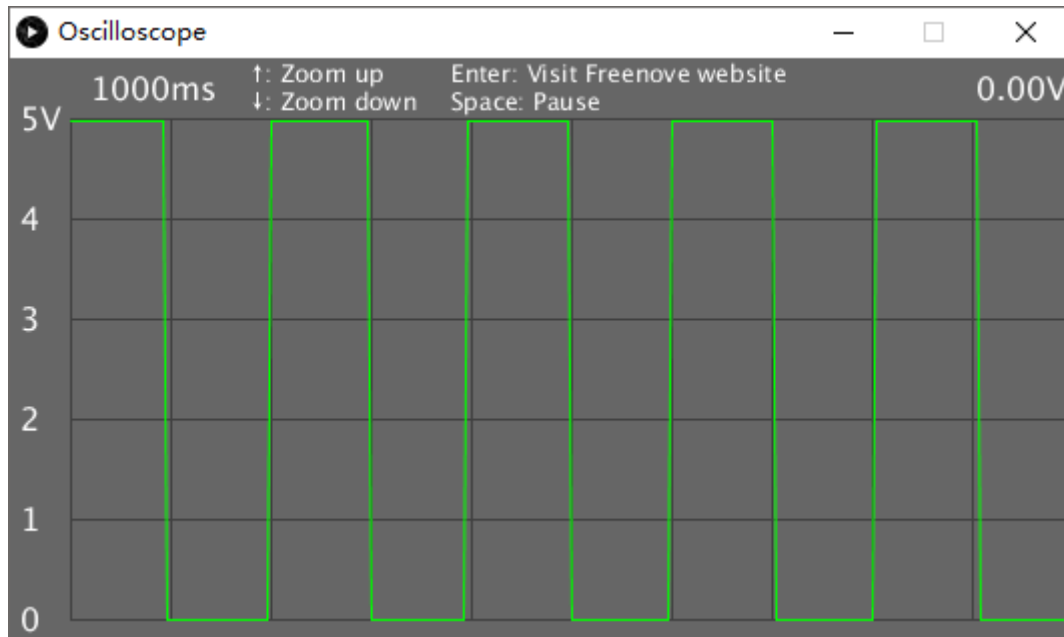 Oscilloscope
1000ms
↑: Zoom up
↓: Zoom down
Enter: Visit Freenove website
Space: Pause
0.00V
5V
4
3
2
1
0